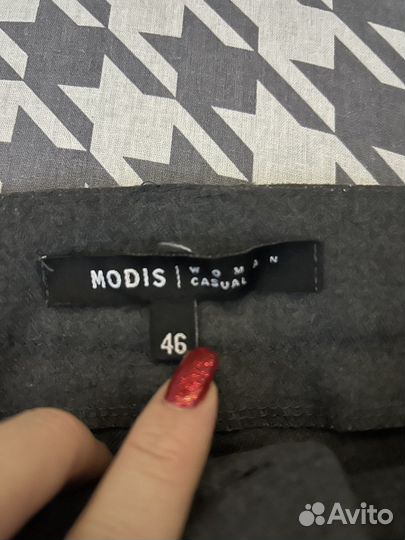 MODIS | WOMAN
CASUAL
46
Avito